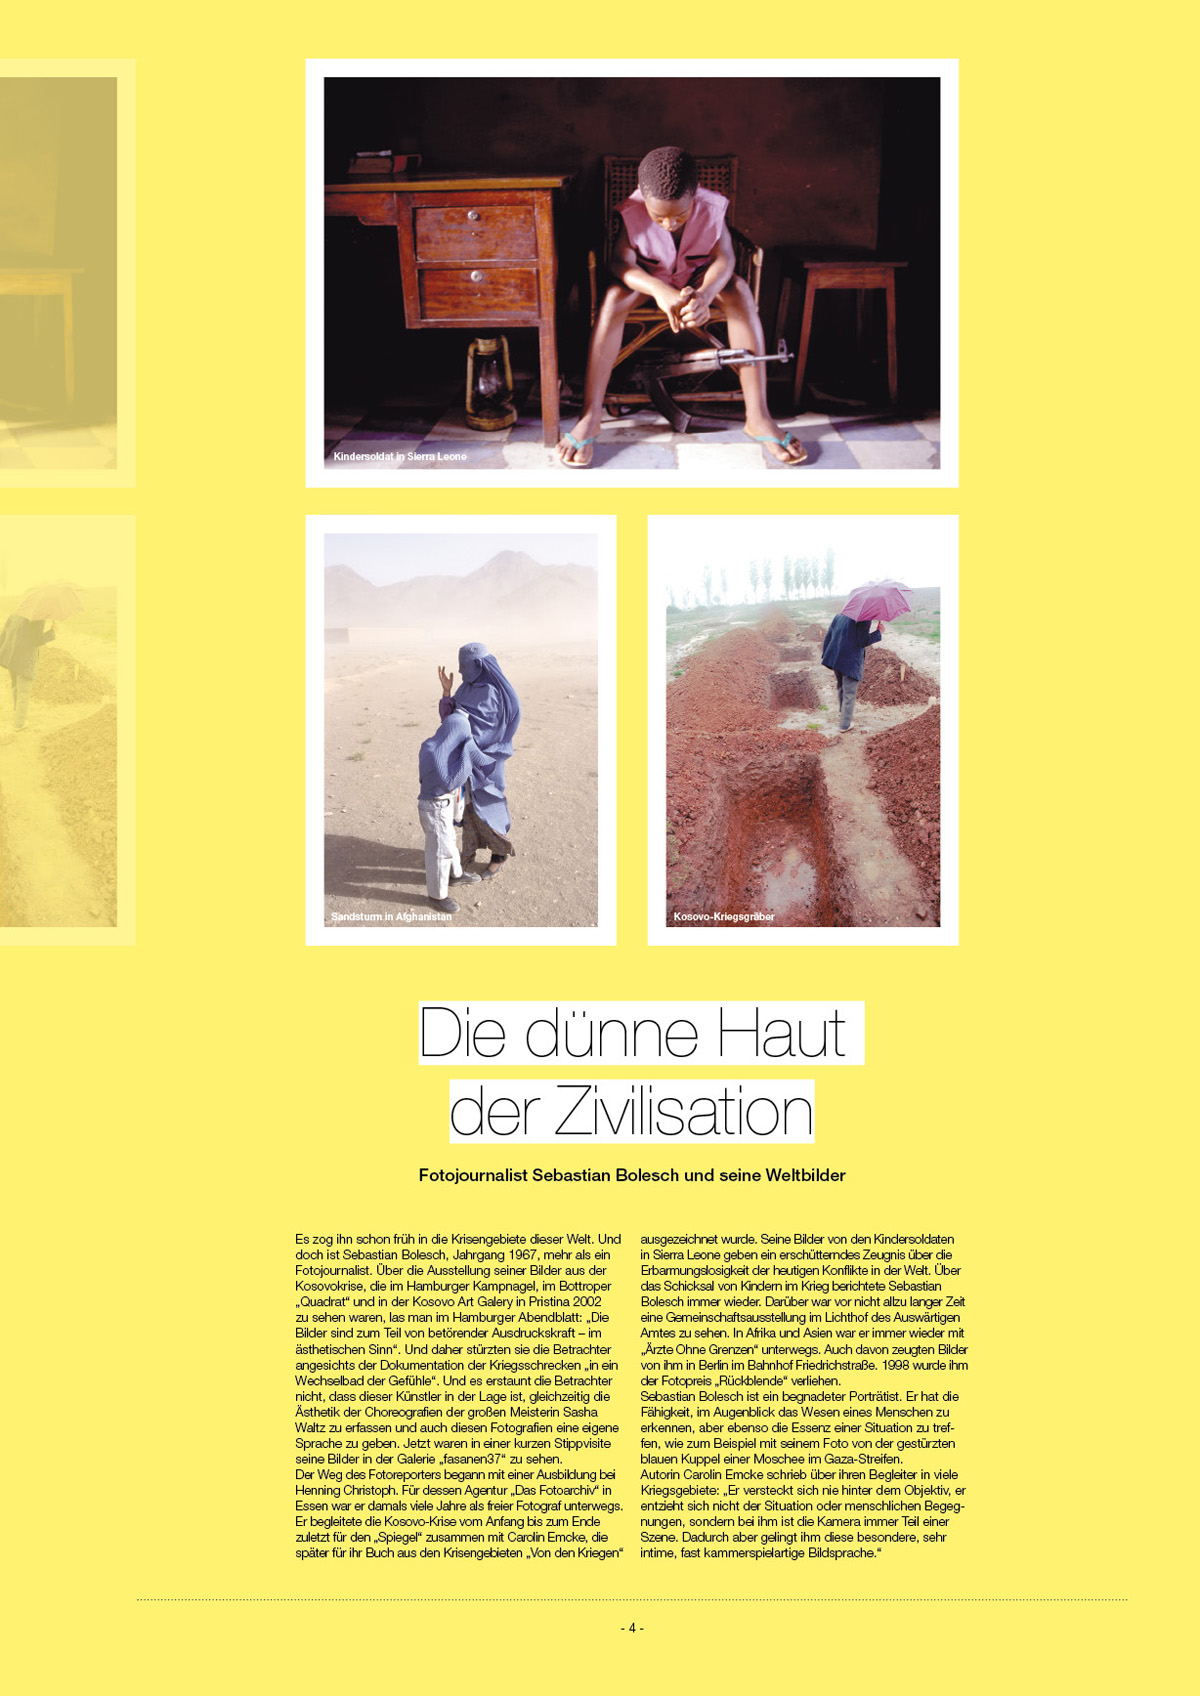 Kindersoldat in Sierra Leone
Sandsturm in Afghanistan
Kosovo-Kriegsgräber
Die dünne Haut
der Zivilisation
Fotojournalist Sebastian Bolesch und seine Weltbilder
Es zog ihn schon früh in die Krisengebiete dieser Welt. Und
doch ist Sebastian Bolesch, Jahrgang 1967, mehr als ein
Fotojournalist. Über die Ausstellung seiner Bilder aus der
Kosovokrise, die im Hamburger Kampnagel, im Bottroper
„Quadrat“ und in der Kosovo Art Galery in Pristina 2002
zu sehen waren, las man im Hamburger Abendblatt: „Die
Bilder sind zum Teil von betörender Ausdruckskraft – im
ästhetischen Sinn“. Und daher stürzten sie die Betrachter
angesichts der Dokumentation der Kriegsschrecken „in ein
Wechselbad der Gefühle“. Und es erstaunt die Betrachter
nicht, dass dieser Künstler in der Lage ist, gleichzeitig die
Ästhetik der Choreografien der großen Meisterin Sasha
Waltz zu erfassen und auch diesen Fotografien eine eigene
Sprache zu geben. Jetzt waren in einer kurzen Stippvisite
seine Bilder in der Galerie „fasanen37“ zu sehen.
Der Weg des Fotoreporters begann mit einer Ausbildung bei
Henning Christoph. Für dessen Agentur „Das Fotoarchiv“ in
Essen war er damals viele Jahre als freier Fotograf unterwegs.
Er begleitete die Kosovo-Krise vom Anfang bis zum Ende
zuletzt für den „Spiegel“ zusammen mit Carolin Emcke, die
später für ihr Buch aus den Krisengebieten „Von den Kriegen“
ausgezeichnet wurde. Seine Bilder von den Kindersoldaten
in Sierra Leone geben ein erschütterndes Zeugnis über die
Erbarmungslosigkeit der heutigen Konflikte in der Welt. Über
das Schicksal von Kindern im Krieg berichtete Sebastian
Bolesch immer wieder. Darüber war vor nicht allzu langer Zeit
eine Gemeinschaftsausstellung im Lichthof des Auswärtigen
Amtes zu sehen. In Afrika und Asien war er immer wieder mit
„Ärzte Ohne Grenzen“ unterwegs. Auch davon zeugten Bilder
von ihm in Berlin im Bahnhof Friedrichstraße. 1998 wurde ihm
der Fotopreis „Rückblende“ verliehen.
Sebastian Bolesch ist ein begnadeter Porträtist. Er hat die
Fähigkeit, im Augenblick das Wesen eines Menschen zu
erkennen, aber ebenso die Essenz einer Situation zu tref-
fen, wie zum Beispiel mit seinem Foto von der gestürzten
blauen Kuppel einer Moschee im Gaza-Streifen.
Autorin Carolin Emcke schrieb über ihren Begleiter in viele
Kriegsgebiete: „Er versteckt sich nie hinter dem Objektiv, er
entzieht sich nicht der Situation oder menschlichen Begeg-
nungen, sondern bei ihm ist die Kamera immer Teil einer
Szene. Dadurch aber gelingt ihm diese besondere, sehr
intime, fast kammerspielartige Bildsprache.“
- 4 -